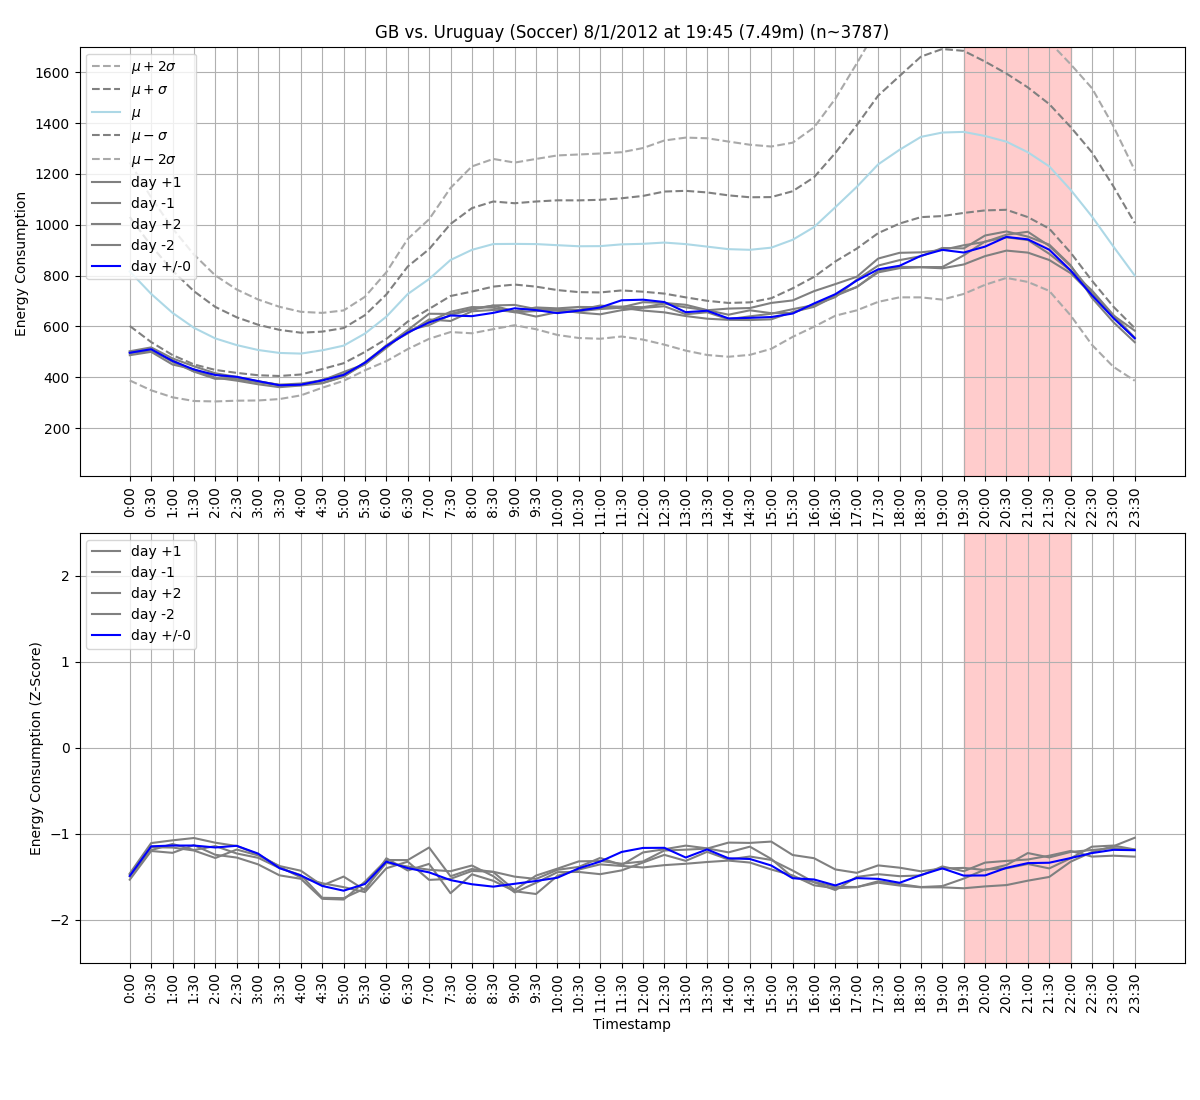 GB vs. Uruguay (Soccer) 8/1/2012 at 19:45 (7.49m) (n~3787)
Energy Consumption
1600
1400
1200
1000
800
600
400
200
μ + 2σ
μ + σ
μ
μ − σ
μ − 2σ
day +1
day -1
day +2
day -2
day +/-0
0:00 0:30 1:00 1:30 2:00 2:30 3:00 3:30 4:00 4:30 5:00 5:30 6:00 6:30 7:00 7:30 8:00 8:30 9:00 9:30 10:00 10:30 11:00 11:30 12:00 12:30 13:00 13:30 14:00 14:30 15:00 15:30 16:00 16:30 17:00 17:30 18:00 18:30 19:00 19:30 20:00 20:30 21:00 21:30 22:00 22:30 23:00 23:30
Energy Consumption (Z-Score)
2
1
0
−1
−2
day +1
day -1
day +2
day -2
day +/-0
0:00 0:30 1:00 1:30 2:00 2:30 3:00 3:30 4:00 4:30 5:00 5:30 6:00 6:30 7:00 7:30 8:00 8:30 9:00 9:30 10:00 10:30 11:00 11:30 12:00 12:30 13:00 13:30 14:00 14:30 15:00 15:30 16:00 16:30 17:00 17:30 18:00 18:30 19:00 19:30 20:00 20:30 21:00 21:30 22:00 22:30 23:00 23:30
Timestamp